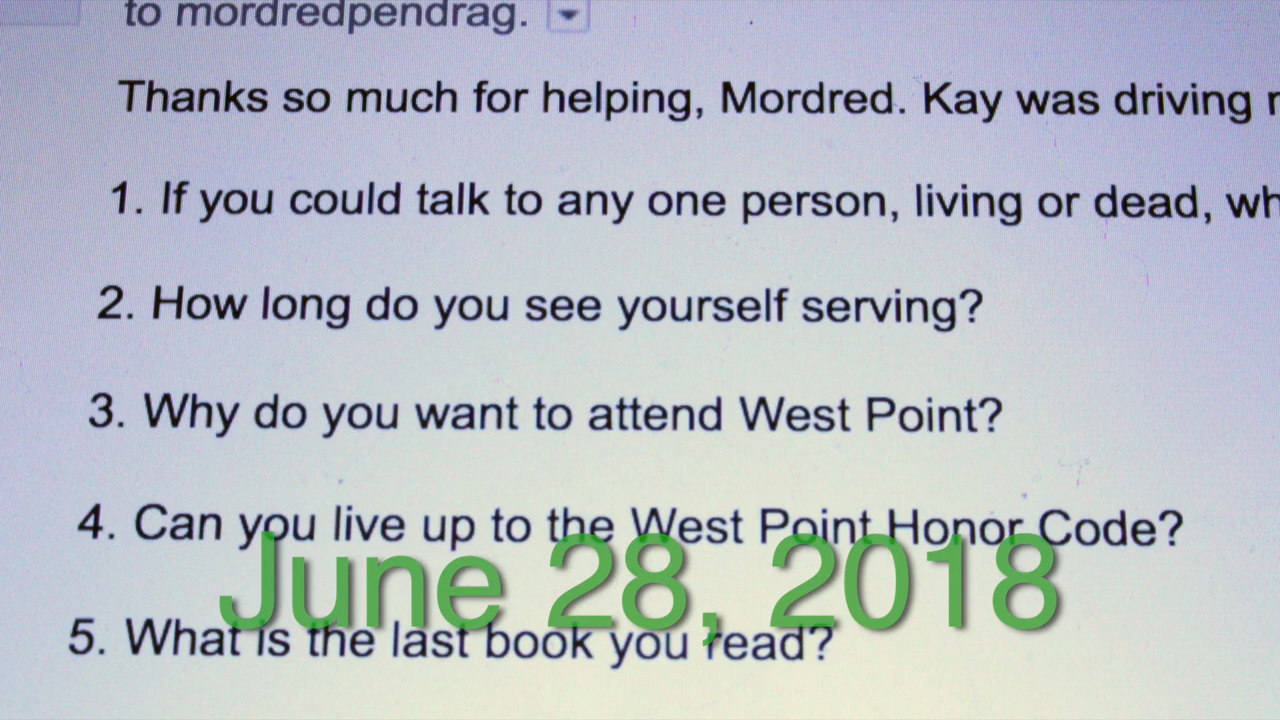 to mordredpendrag.
Thanks so much for helping, Mordred. Kay was driving
1. If you could talk to any one person, living or dead, wh
2. How long do you see yourself serving?
3. Why do you want to attend West Point?
4. Can you live up to the West Point Honor Code?
June 28, 2018
5. What is the last book you read?